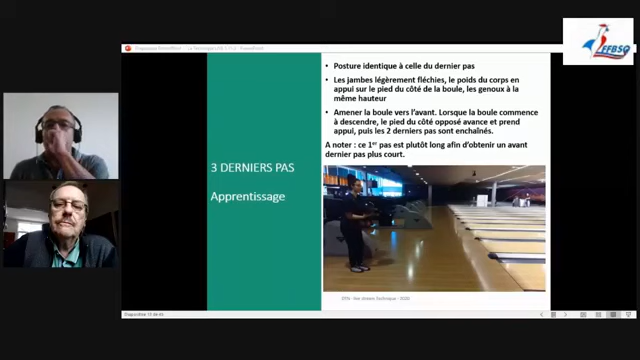 FFBSQ
3 DERNIERS PAS
Apprentissage
• Posture identique à celle du dernier pas
• Les jambes légèrement fléchies, le poids du corps en
appui sur le pied du côté de la boule, les genoux à la
même hauteur
• Amener la boule vers l'avant. Lorsque la boule commence
à descendre, le pied du côté opposé avance et prend
appui, puis les 2 derniers pas sont enchaînés.
A noter : ce 1er pas est plutôt long afin d'obtenir un avant
dernier pas plus court.